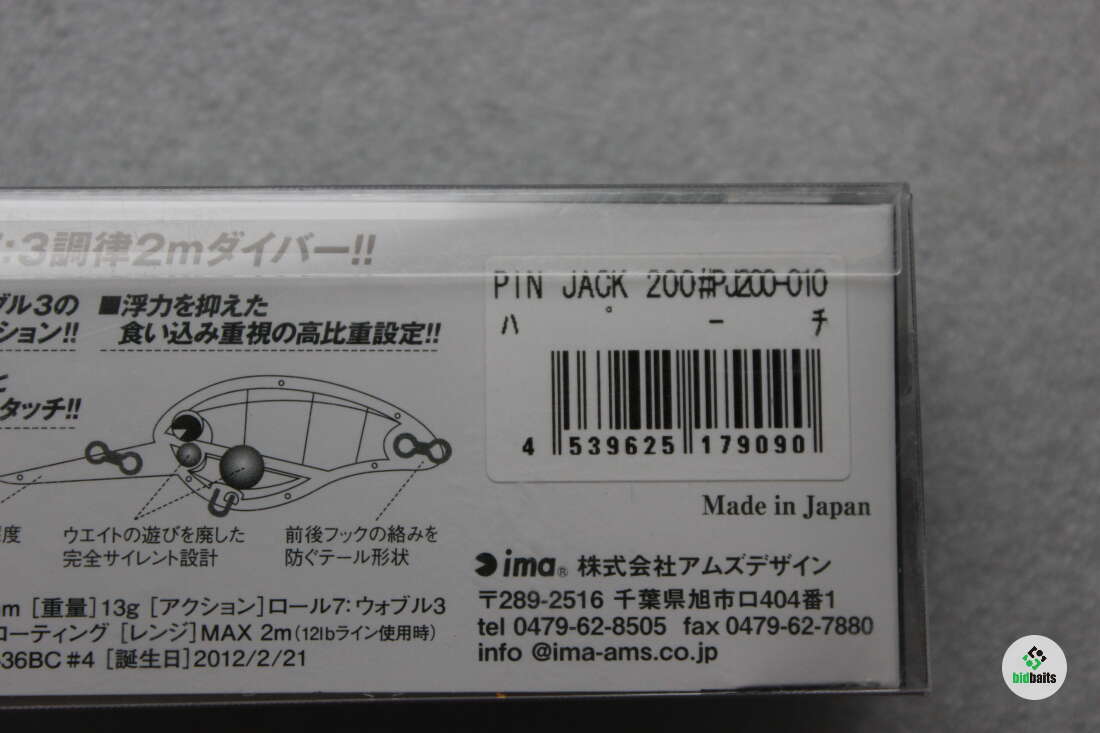 7:3調律2mダイバー!!
ブル3の
ション!!
■浮力を抑えた
食い込み重視の高比重設定!!
と
タッチ!!
度
ウエイトの遊びを廃した
完全サイレント設計
前後フックの絡みを
防ぐテール形状
m [重量]13g [アクション]ロール7:ウォブル3
コーティング [レンジ]MAX 2m(12lbライン使用時)
36BC #4 [誕生日]2012/2/21
PIN JACK 200#PJ200-010
パーチ
4 539625 179090
Made in Japan
ima® 株式会社アムズデザイン
〒289-2516 千葉県旭市ロ404番1
tel 0479-62-8505 fax 0479-62-7880
info @ima-ams.co.jp
bidbaits